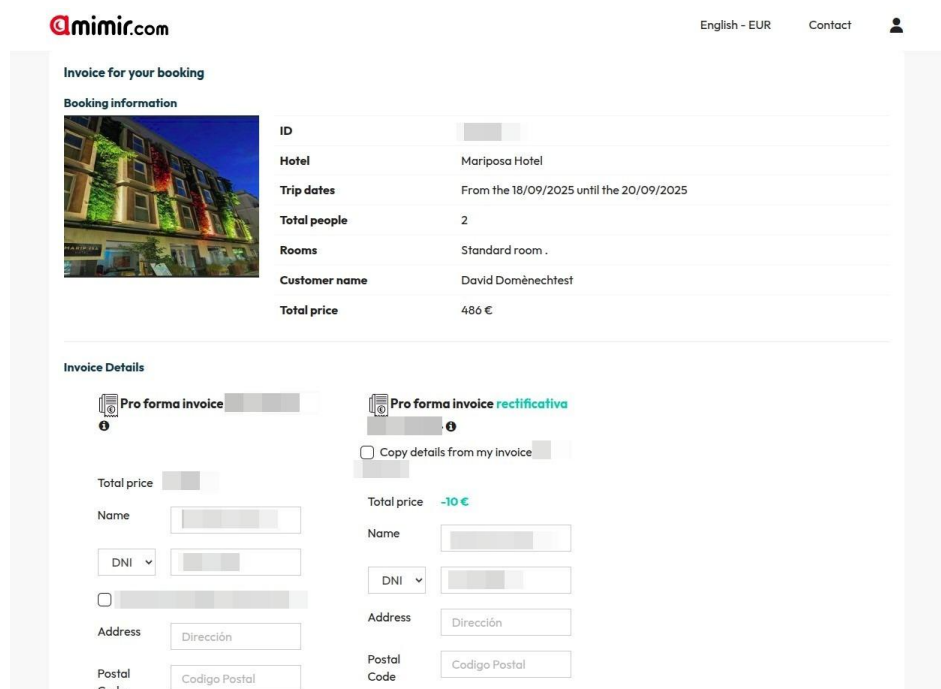 amimir.com
English - EUR
Contact
Invoice for your booking
Booking information
ID
Hotel Mariposa Hotel
Trip dates From the 18/09/2025 until the 20/09/2025
Total people 2
Rooms Standard room .
Customer name David Domènechtest
Total price 486 €
Invoice Details
Pro forma invoice
Total price
Name
DNI
Address Dirección
Postal Codigo Postal
Pro forma invoice rectificativa
Copy details from my invoice
Total price -10 €
Name
DNI
Address Dirección
Postal
Code Codigo Postal